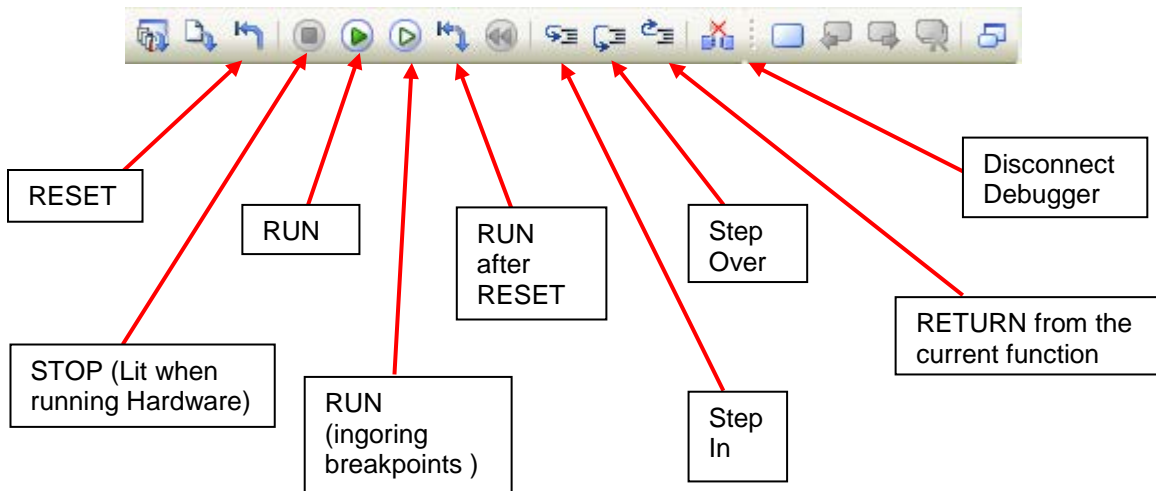 RESET
RUN
RUN
after
RESET
Step
Over
Disconnect
Debugger
STOP (Lit when
running Hardware)
RUN
(ingoring
breakpoints )
Step
In
RETURN from the
current function